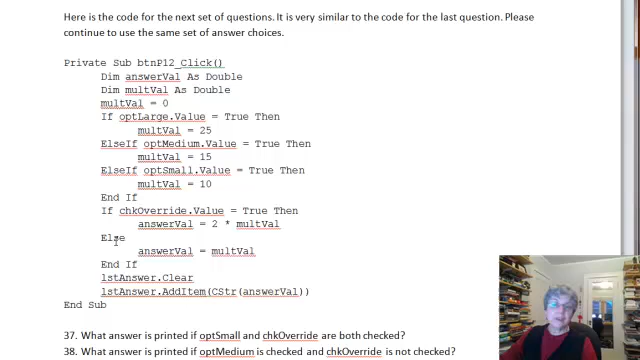 Here is the code for the next set of questions. It is very similar to the code for the last question. Please
continue to use the same set of answer choices.
Private Sub btnP12_Click()
Dim answerVal As Double
Dim multVal As Double
multVal = 0
If optLarge.Value = True Then
multVal = 25
ElseIf optMedium.Value = True Then
multVal = 15
ElseIf optSmall.Value = True Then
multVal = 10
End If
If chkOverride.Value = True Then
answerVal = 2 * multVal
Else
answerVal = multVal
End If
lstAnswer.Clear
lstAnswer.AddItem(CStr(answerVal))
End Sub
37. What answer is printed if optSmall and chkOverride are both checked?
38. What answer is printed if optMedium is checked and chkOverride is not checked?